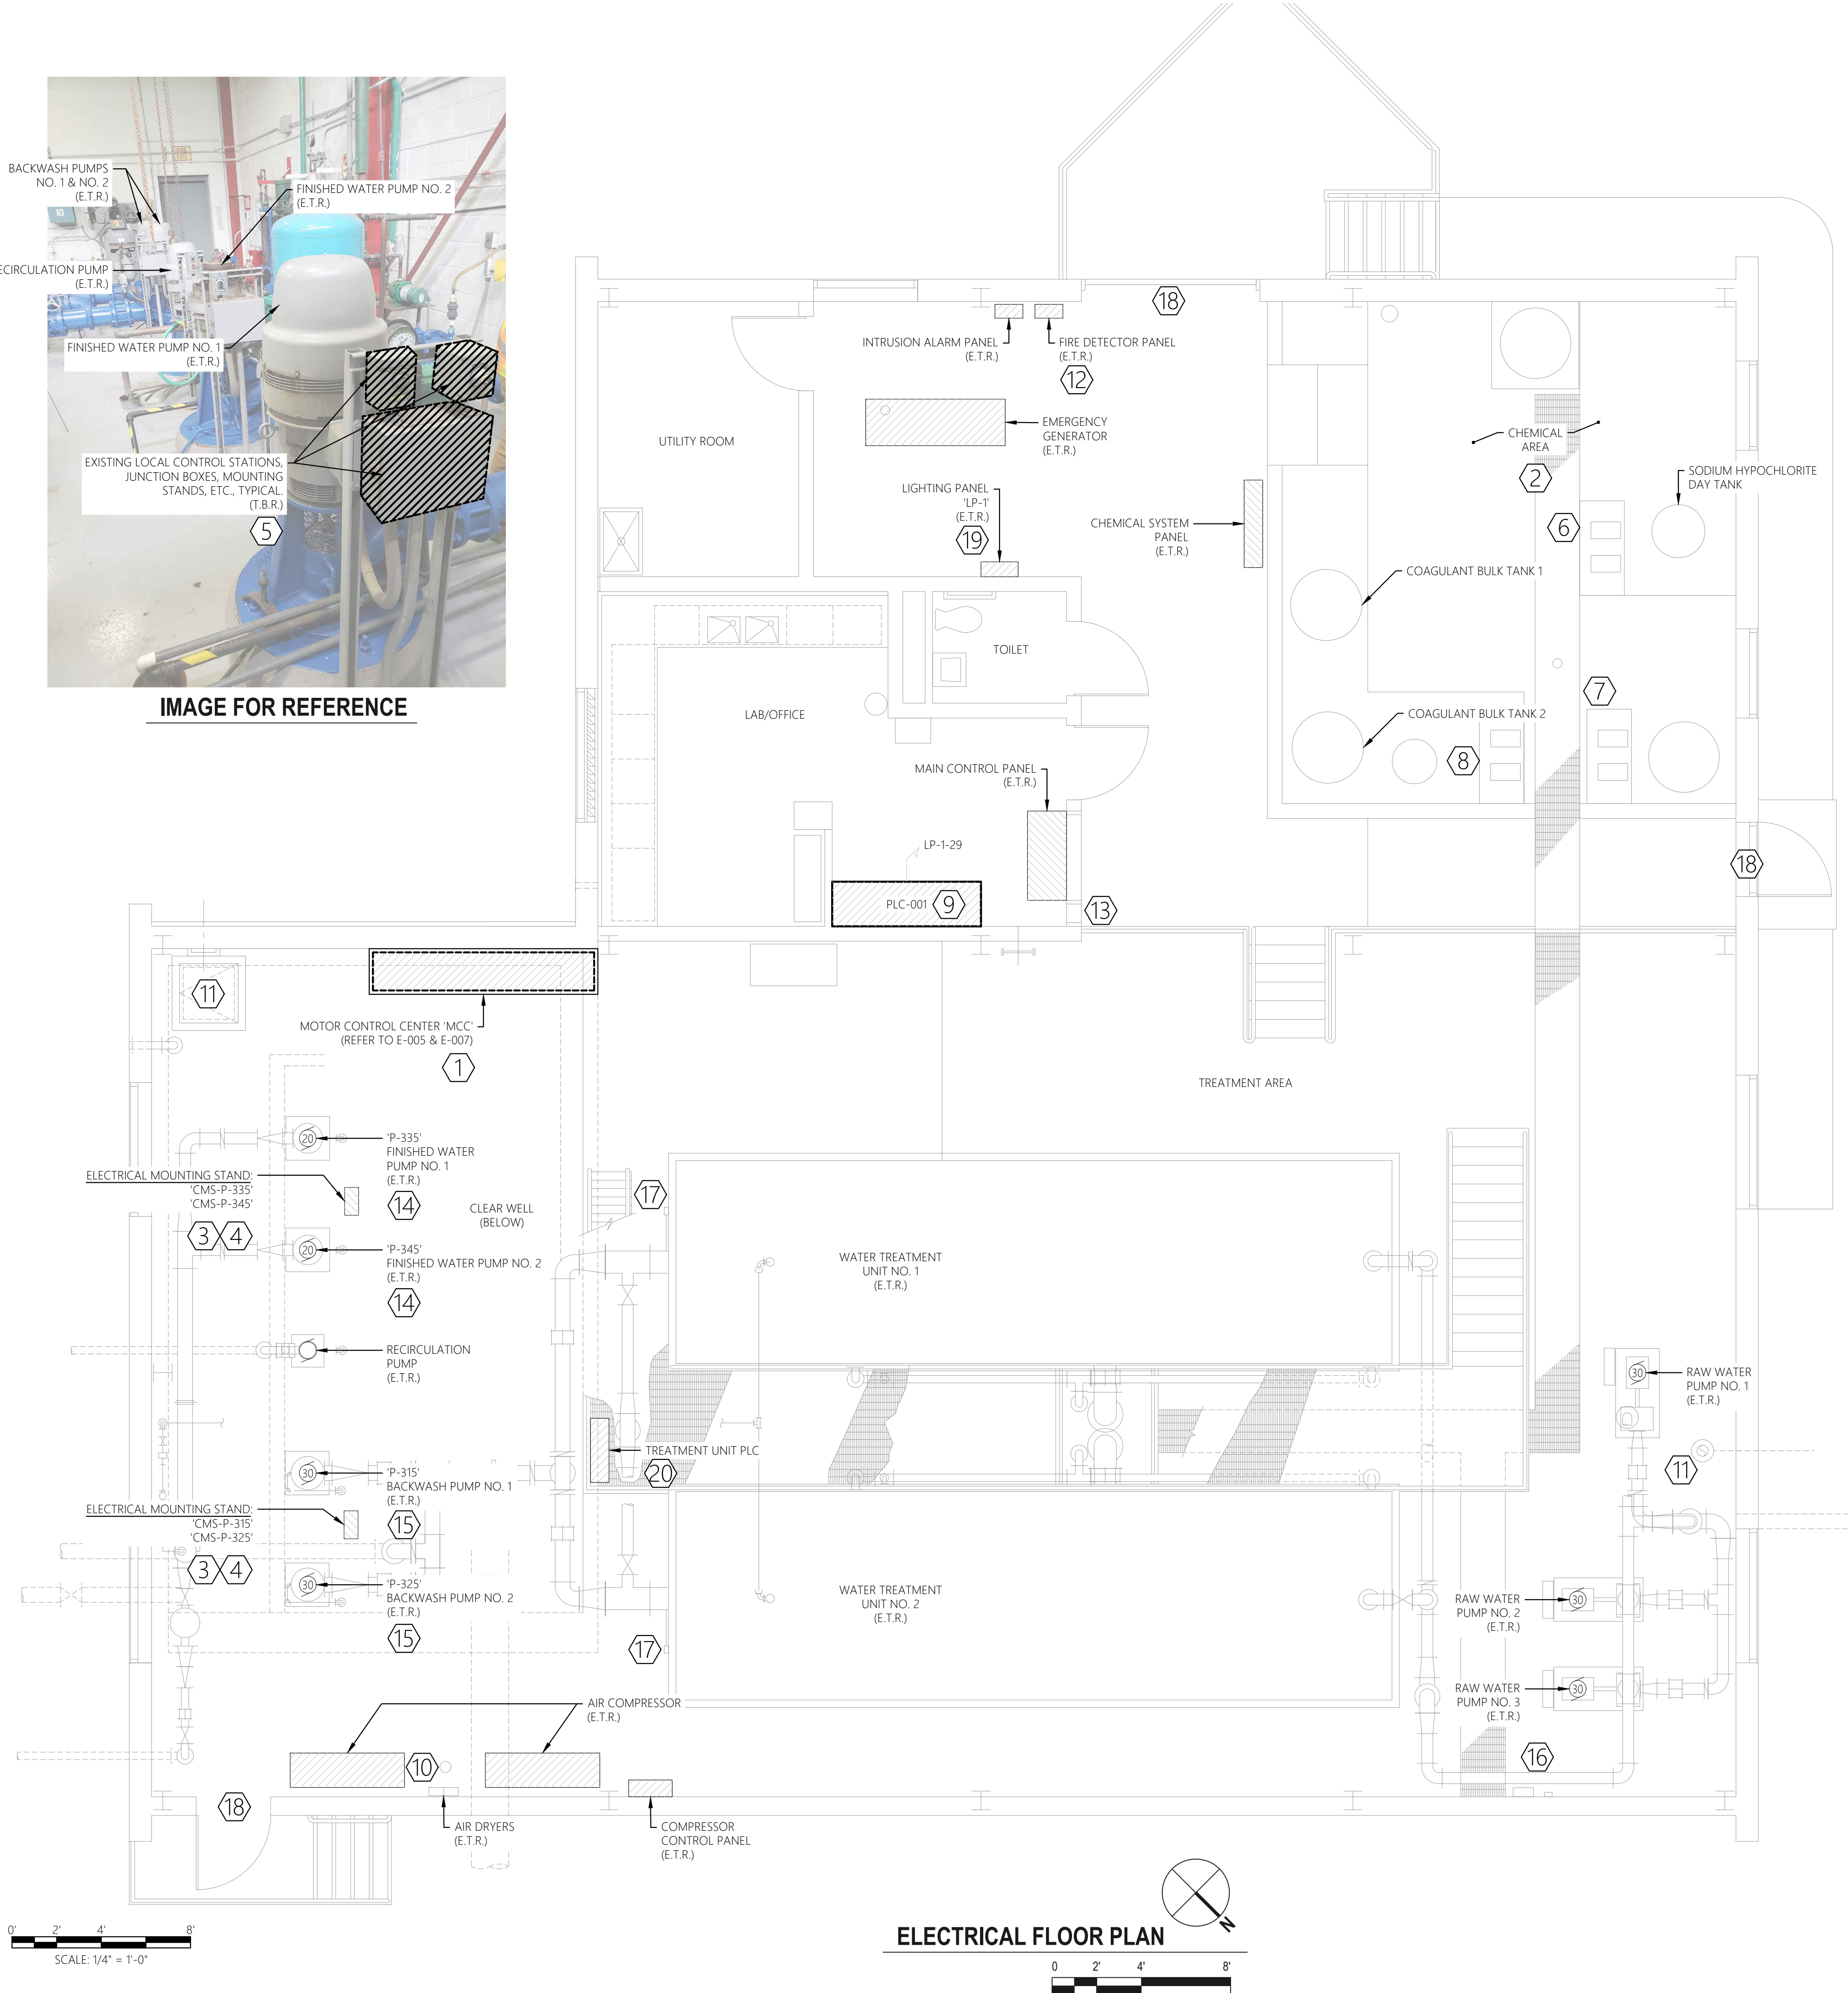 BACKWASH PUMPS
NO. 1 & NO. 2
(E.T.R.)
FINISHED WATER PUMP NO. 2
(E.T.R.)
ECIRCULATION PUMP
(E.T.R.)
FINISHED WATER PUMP NO. 1
(E.T.R.)
EXISTING LOCAL CONTROL STATIONS,
JUNCTION BOXES, MOUNTING
STANDS, ETC., TYPICAL.
(T.B.R.)
5
IMAGE FOR REFERENCE
18
INTRUSION ALARM PANEL
(E.T.R.)
FIRE DETECTOR PANEL
(E.T.R.)
12
UTILITY ROOM
EMERGENCY
GENERATOR
(E.T.R.)
CHEMICAL
AREA
2
SODIUM HYPOCHLORITE
DAY TANK
LIGHTING PANEL
'LP-1'
(E.T.R.)
19
CHEMICAL SYSTEM
PANEL
(E.T.R.)
6
COAGULANT BULK TANK 1
TOILET
7
LAB/OFFICE
COAGULANT BULK TANK 2
8
MAIN CONTROL PANEL
(E.T.R.)
LP-1-29
18
PLC-001
9
13
11
MOTOR CONTROL CENTER 'MCC'
(REFER TO E-005 & E-007)
1
TREATMENT AREA
20
'P-335'
FINISHED WATER
PUMP NO. 1
(E.T.R.)
14
ELECTRICAL MOUNTING STAND:
'CMS-P-335'
'CMS-P-345'
3
4
CLEAR WELL
(BELOW)
17
20
'P-345'
FINISHED WATER PUMP NO. 2
(E.T.R.)
14
WATER TREATMENT
UNIT NO. 1
(E.T.R.)
RECIRCULATION
PUMP
(E.T.R.)
30
RAW WATER
PUMP NO. 1
(E.T.R.)
TREATMENT UNIT PLC
20
11
30
'P-315'
BACKWASH PUMP NO. 1
(E.T.R.)
15
ELECTRICAL MOUNTING STAND:
'CMS-P-315'
'CMS-P-325'
3
4
30
'P-325'
BACKWASH PUMP NO. 2
(E.T.R.)
15
WATER TREATMENT
UNIT NO. 2
(E.T.R.)
RAW WATER
PUMP NO. 2
(E.T.R.)
30
17
RAW WATER
PUMP NO. 3
(E.T.R.)
30
AIR COMPRESSOR
(E.T.R.)
10
16
18
AIR DRYERS
(E.T.R.)
COMPRESSOR
CONTROL PANEL
(E.T.R.)
N
ELECTRICAL FLOOR PLAN
0' 2' 4' 8'
SCALE: 1/4" = 1'-0"
0 2' 4' 8'